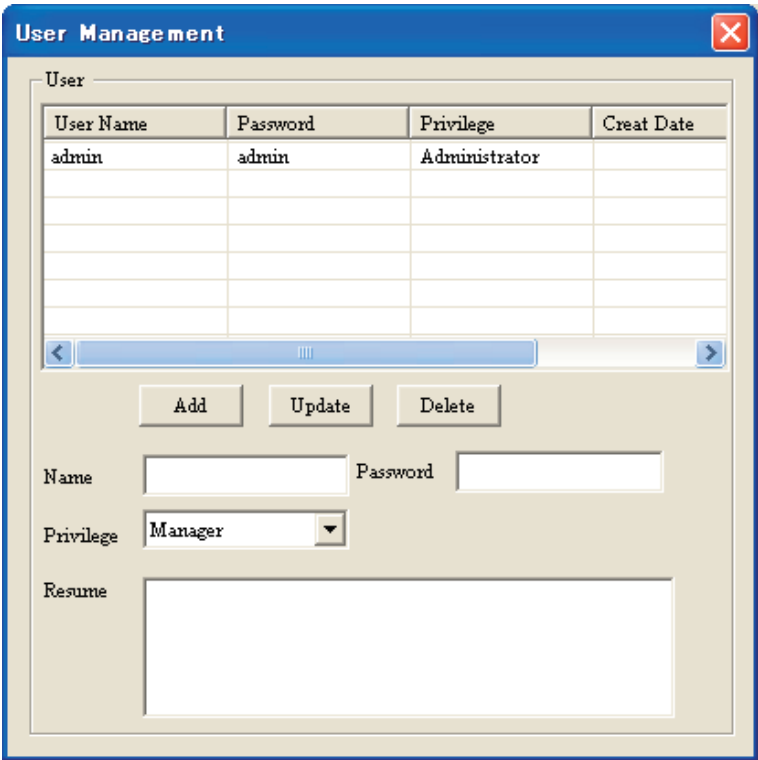 User Management
User
User Name Password Privilege Creat Date
admin admin Administrator
Add Update Delete
Name Password
Privilege Manager
Resume